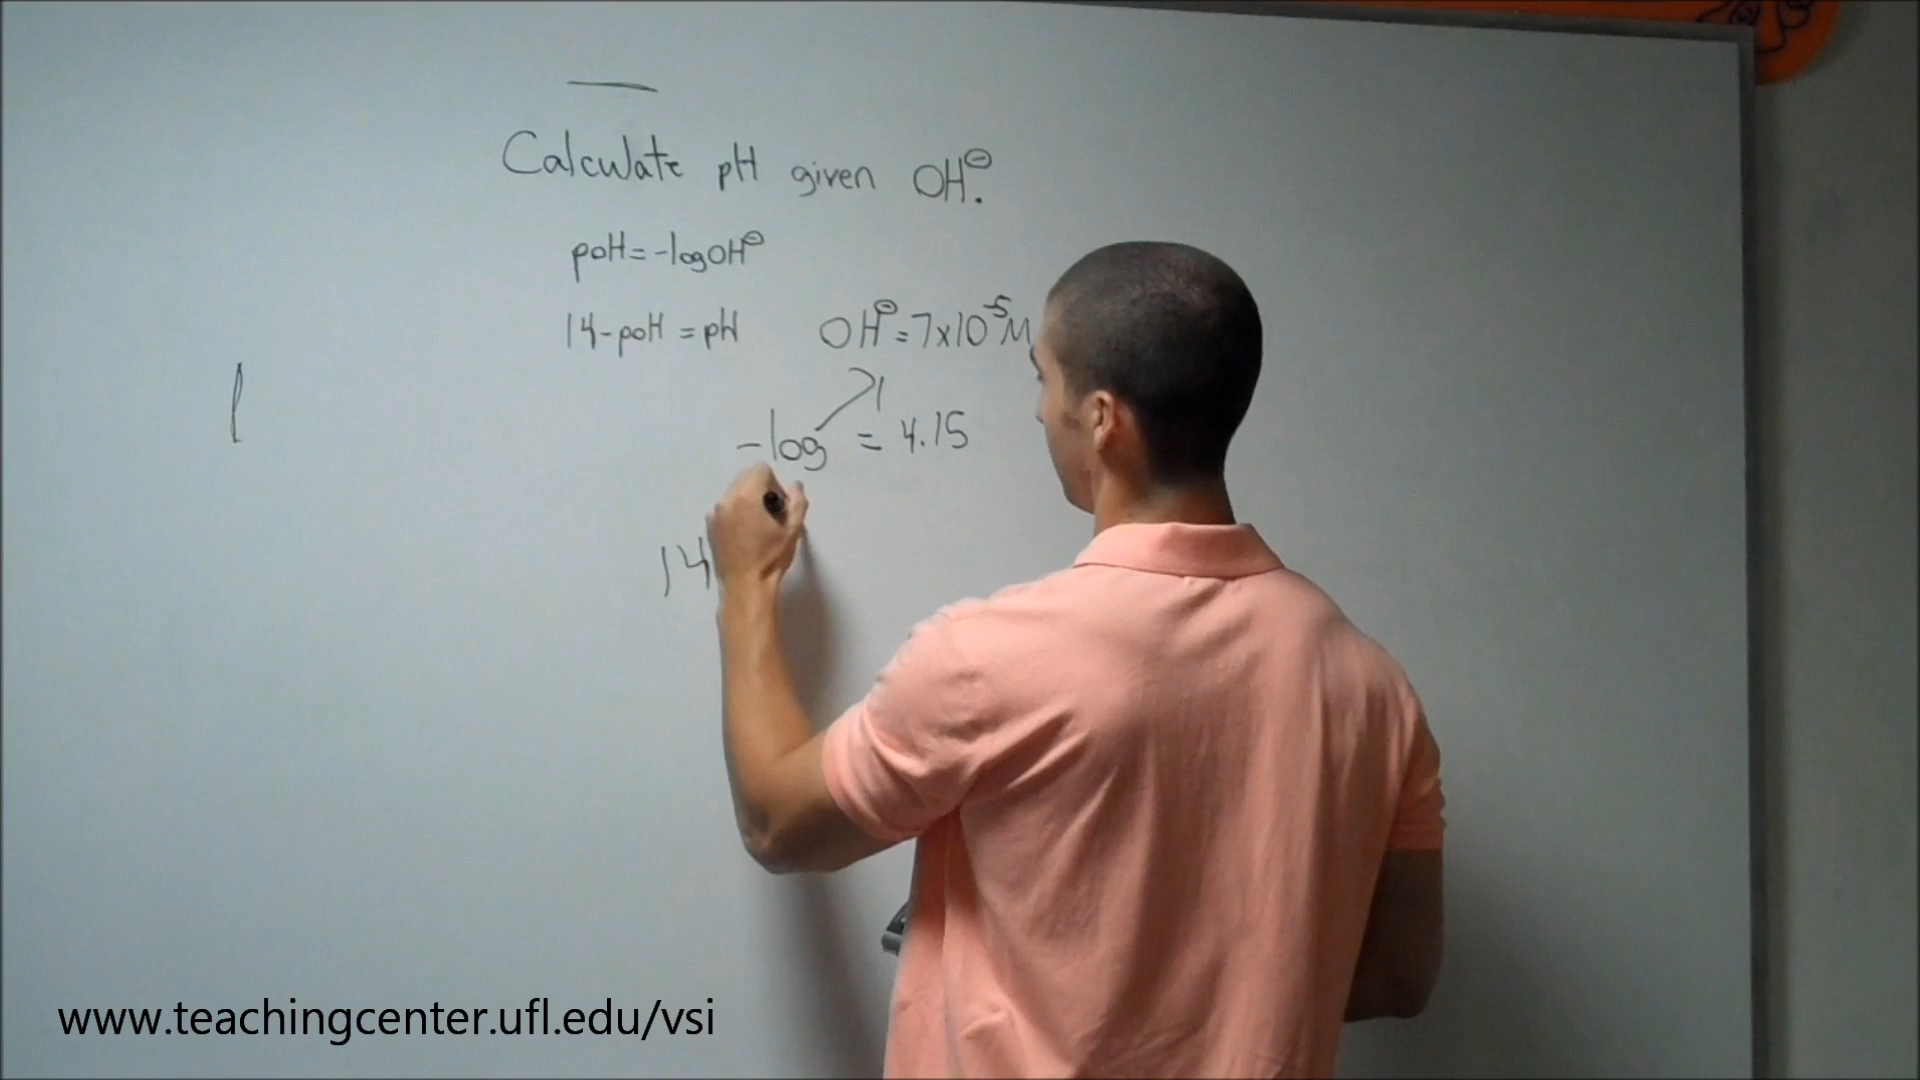 Calculate pH given OH⊖.
pOH=-logOH⊖
14-pOH=pH
OH⊖=7x10⁻⁵M
-log = 4.15
14
www.teachingcenter.ufl.edu/vsi